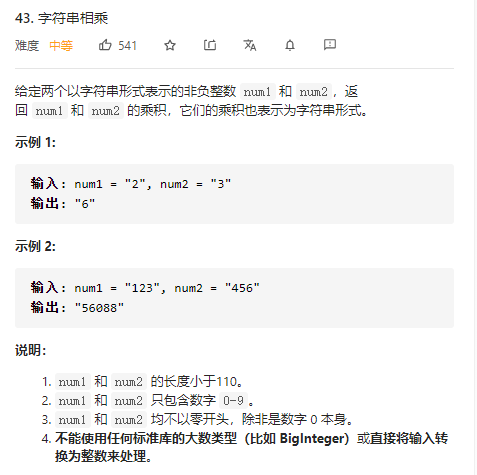 43. 字符串相乘
难度 中等 541
给定两个以字符串形式表示的非负整数 num1 和 num2，返
回 num1 和 num2 的乘积，它们的乘积也表示为字符串形式。
示例 1:
输入: num1 = "2", num2 = "3"
输出: "6"
示例 2:
输入: num1 = "123", num2 = "456"
输出: "56088"
说明：
1. num1 和 num2 的长度小于110。
2. num1 和 num2 只包含数字 0-9 。
3. num1 和 num2 均不以零开头，除非是数字 0 本身。
4. 不能使用任何标准库的大数类型（比如 BigInteger）或直接将输入转
换为整数来处理。